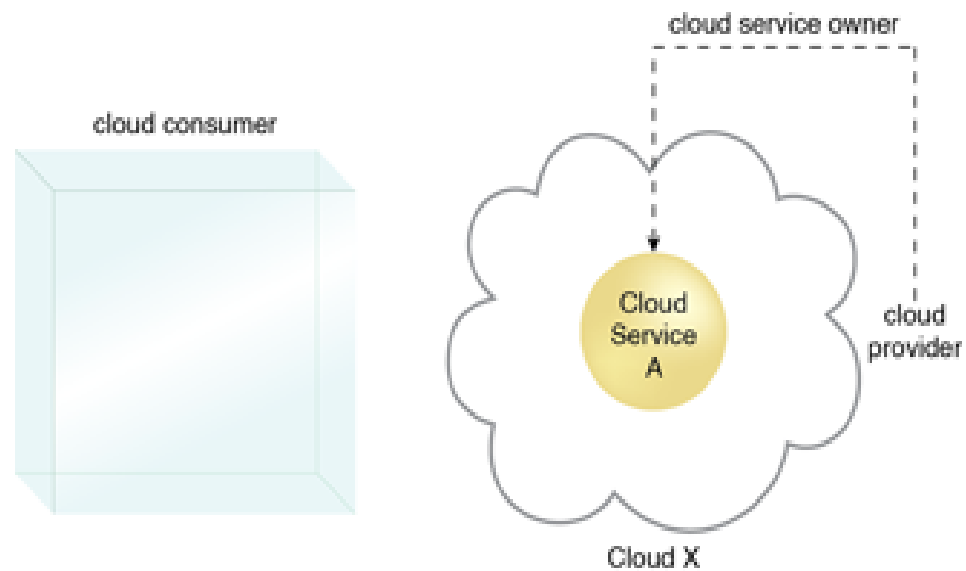 cloud service owner
cloud consumer
Cloud
Service
A
cloud
provider
Cloud X